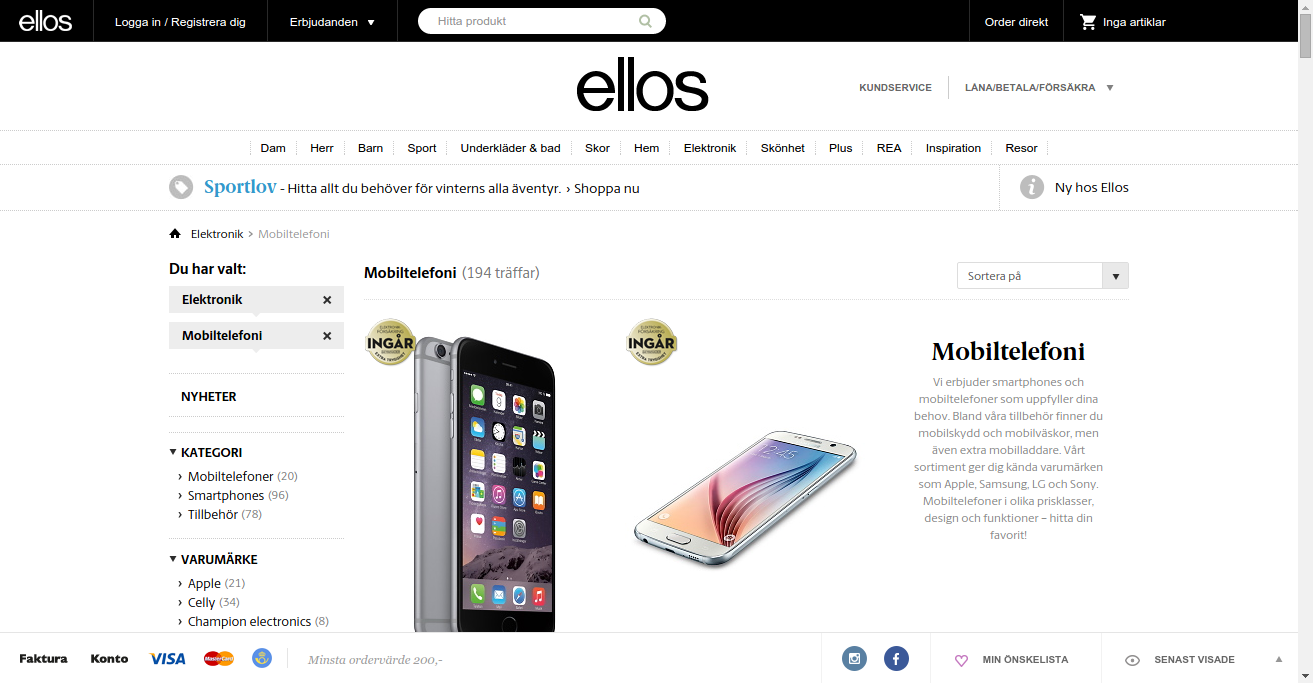 ellos
Logga in / Registrera dig
Erbjudanden
Hitta produkt
Order direkt
Inga artiklar
ellos
KUNDSERVICE
LÅNA/BETALA/FÖRSÄKRA
Dam Herr Barn Sport Underkläder & bad Skor Hem Elektronik Skönhet Plus REA Inspiration Resor
Sportlov - Hitta allt du behöver för vinterns alla äventyr. › Shoppa nu
Ny hos Ellos
Elektronik › Mobiltelefoni
Du har valt:
Elektronik
Mobiltelefoni
NYHETER
KATEGORI
› Mobiltelefoner (20)
› Smartphones (96)
› Tillbehör (78)
VARUMÄRKE
› Apple (21)
› Celly (34)
› Champion electronics (8)
Mobiltelefoni (194 träffar)
Sortera på
INGÅR
INGÅR
2:45
Mobiltelefoni
Vi erbjuder smartphones och
mobiltelefoner som uppfyller dina
behov. Bland våra tillbehör finner du
mobilskydd och mobilväskor, men
även extra mobilladdare. Vårt
sortiment ger dig kända varumärken
som Apple, Samsung, LG och Sony.
Mobiltelefoner i olika prisklasser,
design och funktioner – hitta din
favorit!
Faktura
Konto
VISA
MasterCard
Minsta ordervärde 200,-
MIN ÖNSKELISTA
SENAST VISADE